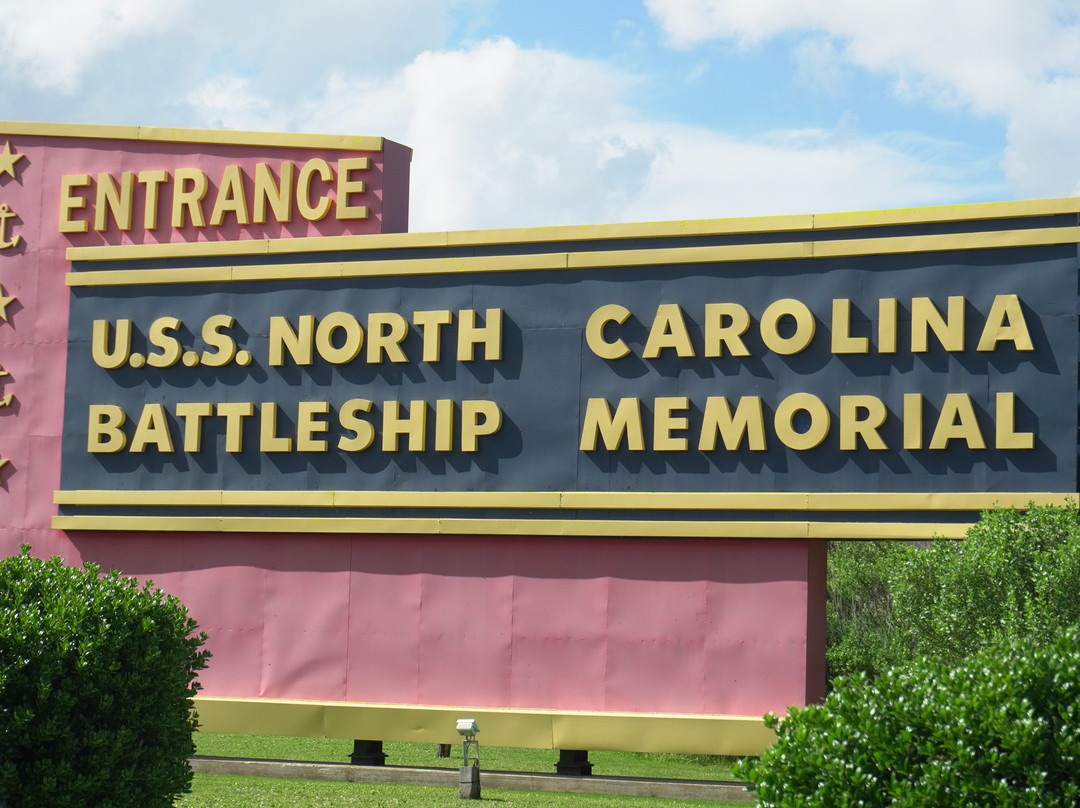 ENTRANCE
U.S.S. NORTH CAROLINA
BATTLESHIP MEMORIAL